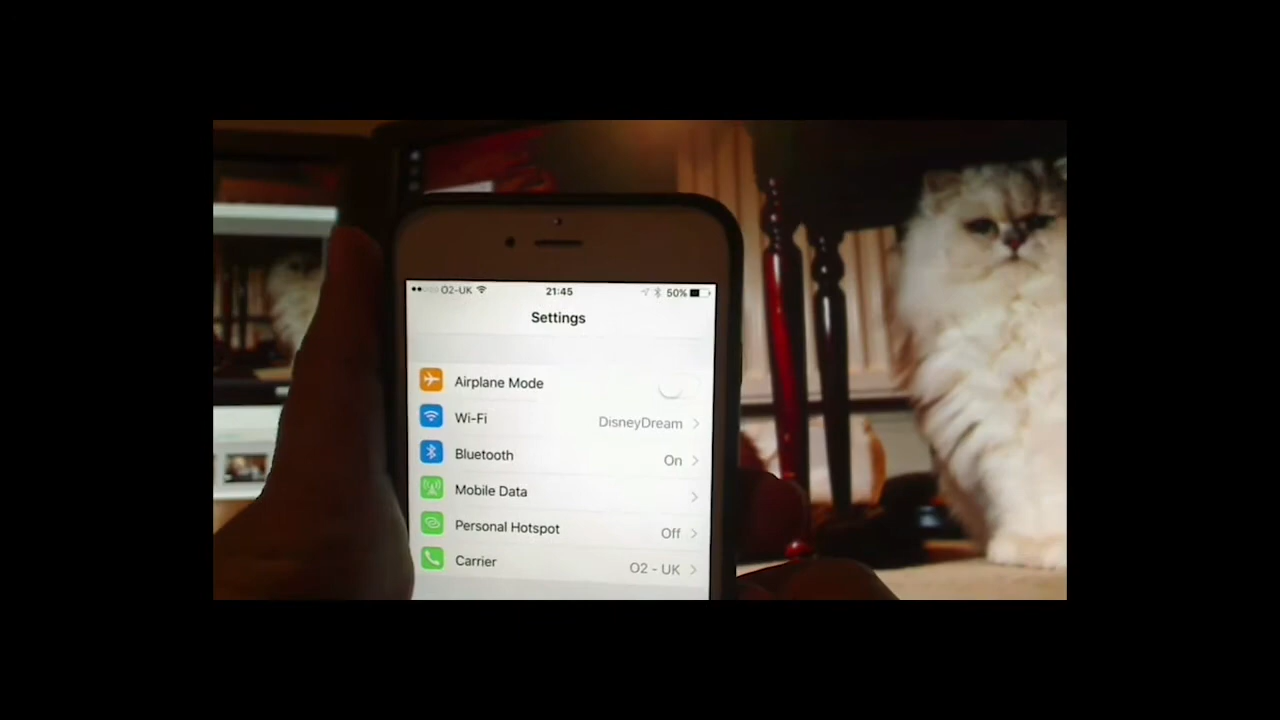 O2-UK 21:45 50%
Settings
Airplane Mode
Wi-Fi DisneyDream
Bluetooth On
Mobile Data
Personal Hotspot Off
Carrier O2 - UK